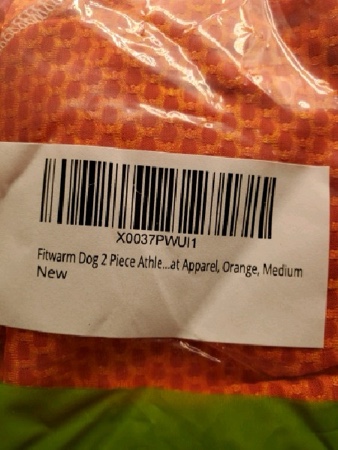 X0037PWUI1
Fitwarm Dog 2 Piece Athle...at Apparel, Orange, Medium
New